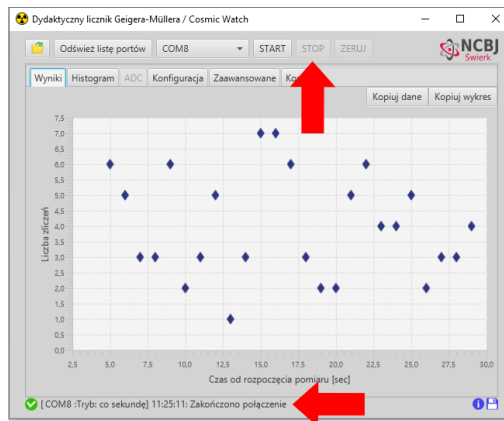 Dydaktyczny licznik Geigera-Müllera / Cosmic Watch
Odśwież listę portów COM8 START STOP ZERUJ
NCBJ
Świerk
Wyniki Histogram ADC Konfiguracja Zaawansowane
Kopiuj dane Kopiuj wykres
7,5
7,0
6,5
6,0
5,5
5,0
4,5
4,0
3,5
3,0
2,5
2,0
1,5
1,0
0,5
0,0
Liczba zliczeń
2,5 5,0 7,5 10,0 12,5 15,0 17,5 20,0 22,5 25,0 27,5 30,0
Czas od rozpoczęcia pomiaru [sec]
[COM8 :Tryb: co sekundę] 11:25:11: Zakończono połączenie